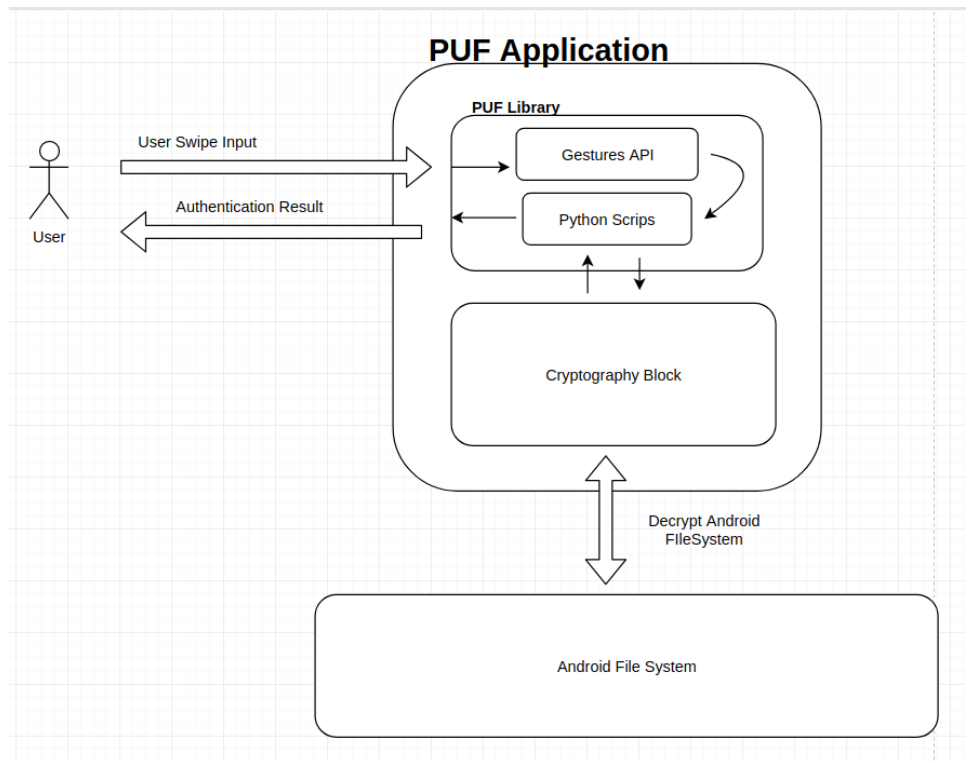 PUF Application
PUF Library
User Swipe Input
Gestures API
Authentication Result
Python Scrips
User
Cryptography Block
Decrypt Android
FIleSystem
Android File System